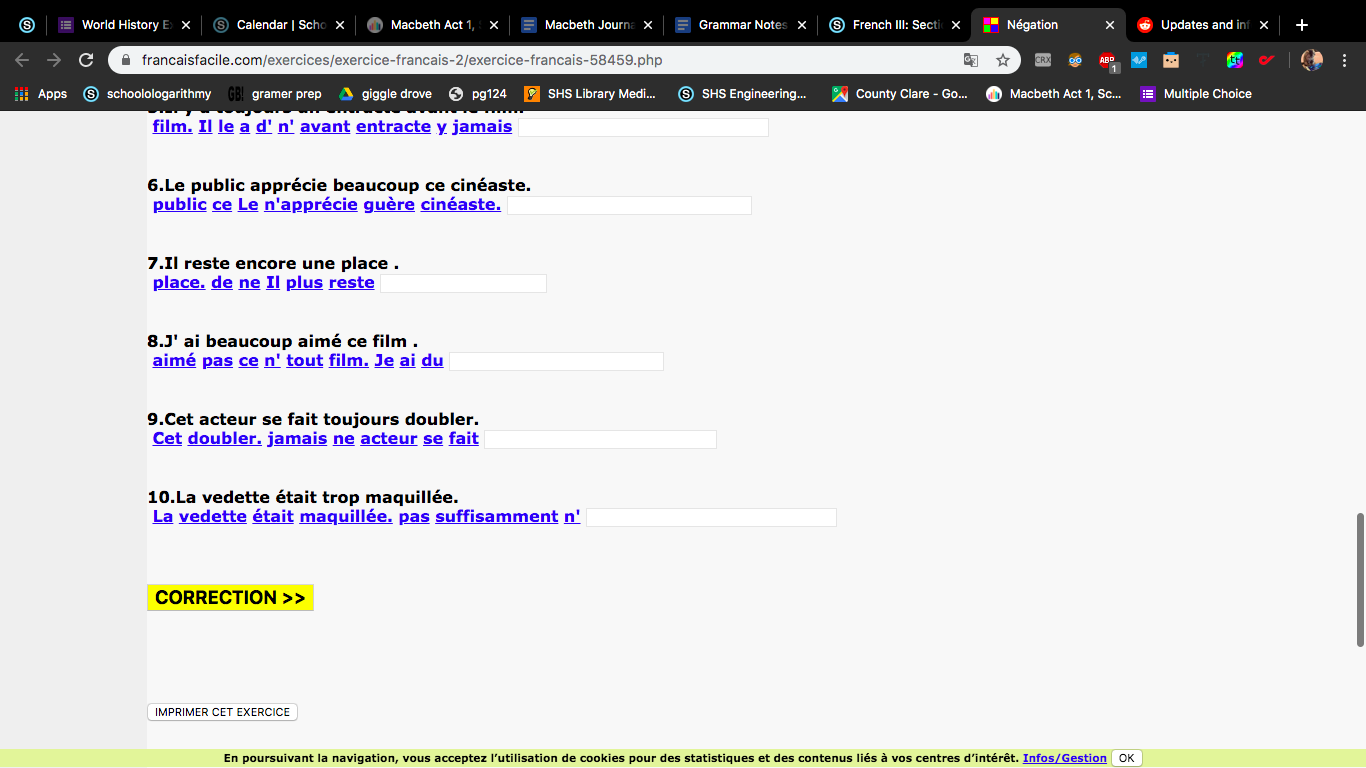 World History E
Calendar | Scho
Macbeth Act 1,
Macbeth Journa
Grammar Notes
French III: Secti
Négation
Updates and inf
francaisfacile.com/exercices/exercice-francais-2/exercice-francais-58459.php
CRX
ABP
1
Apps
schoolologarithmy
GB!
gramer prep
giggle drove
pg124
SHS Library Medi...
SHS Engineering...
County Clare - Go...
Macbeth Act 1, Sc...
Multiple Choice
film. Il le a d' n' avant entracte y jamais
6.Le public apprécie beaucoup ce cinéaste.
public ce Le n'apprécie guère cinéaste.
7.Il reste encore une place .
place. de ne Il plus reste
8.J' ai beaucoup aimé ce film .
aimé pas ce n' tout film. Je ai du
9.Cet acteur se fait toujours doubler.
Cet doubler. jamais ne acteur se fait
10.La vedette était trop maquillée.
La vedette était maquillée. pas suffisamment n'
CORRECTION >>
IMPRIMER CET EXERCICE
En poursuivant la navigation, vous acceptez l’utilisation de cookies pour des statistiques et des contenus liés à vos centres d’intérêt. Infos/Gestion OK